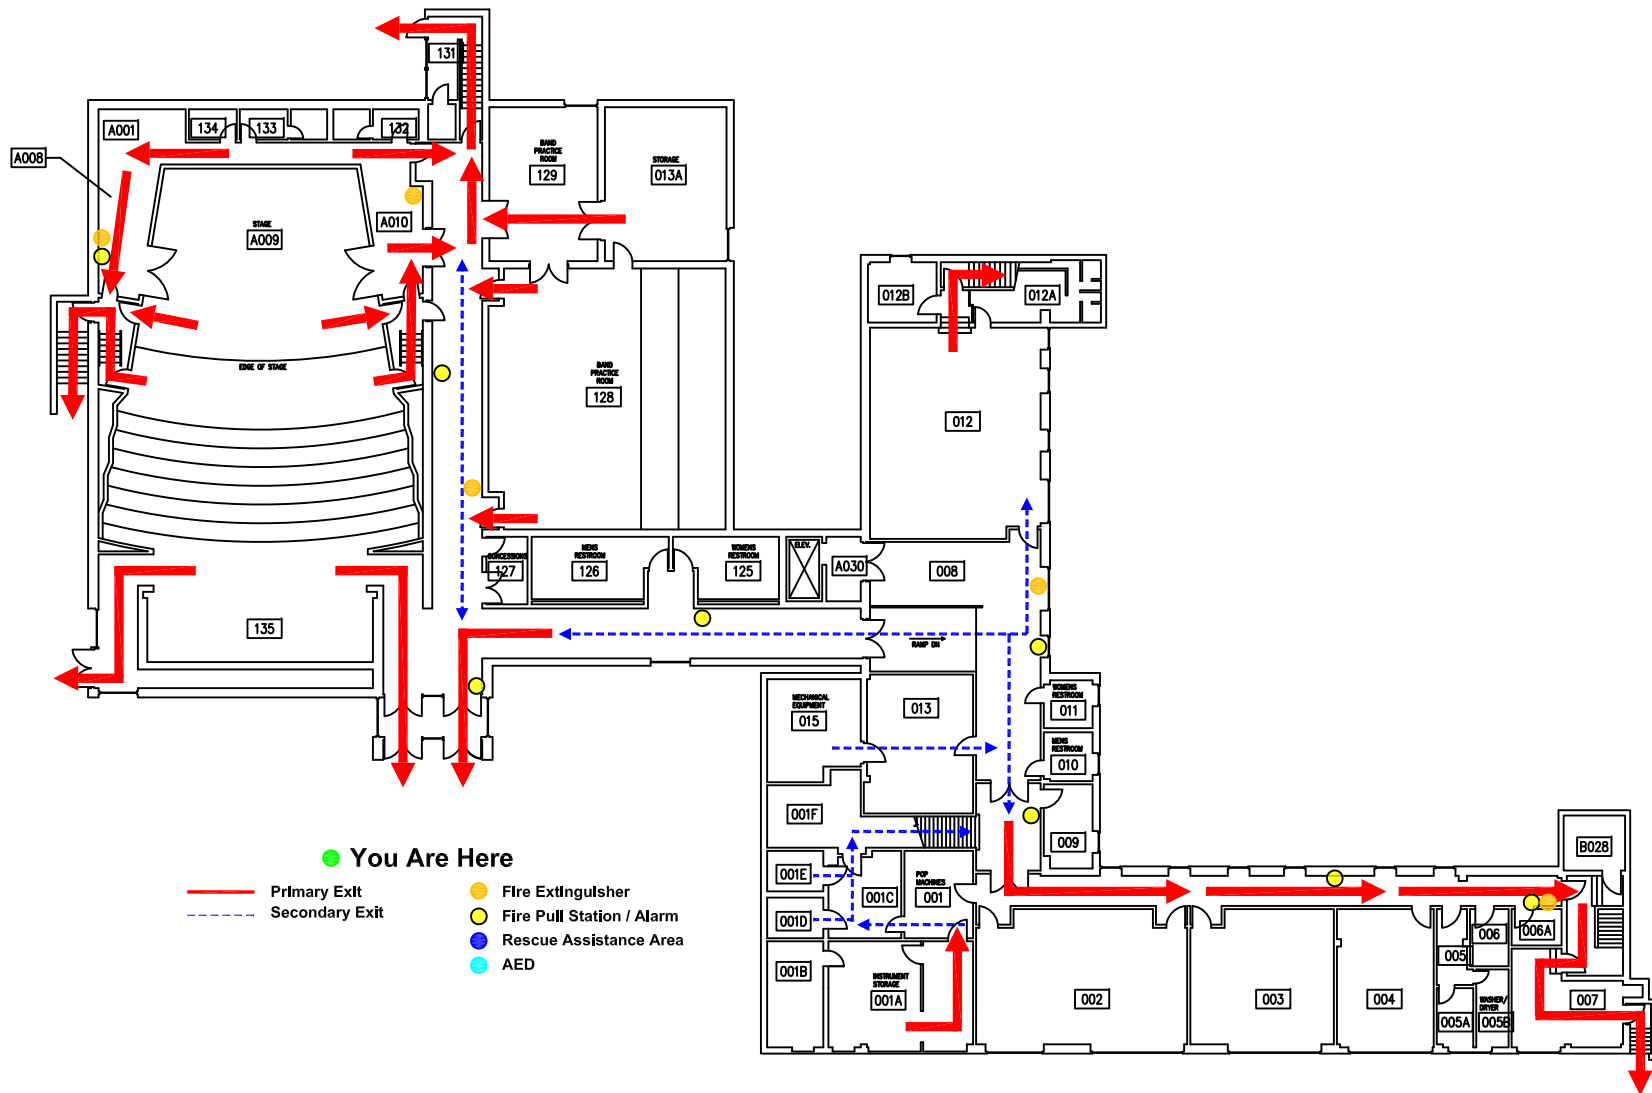 131
A001
134
133
132
A008
BAND
PRACTICE
ROOM
129
STORAGE
013A
STAGE
A009
A010
012B
012A
EDGE OF STAGE
BAND
PRACTICE
ROOM
128
012
CONCESSIONS
127
MENS
RESTROOM
126
WOMENS
RESTROOM
125
ELEV.
A030
008
135
RAMP DN
MECHANICAL
EQUIPMENT
015
013
WOMENS
RESTROOM
011
MENS
RESTROOM
010
001F
009
001E
001C
POP
MACHINES
001
B028
001D
001B
INSTRUMENT
STORAGE
001A
002
003
004
005
006
006A
005A
WASHER/
DRYER
005B
007
You Are Here
Primary Exit
Secondary Exit
Fire Extinguisher
Fire Pull Station / Alarm
Rescue Assistance Area
AED